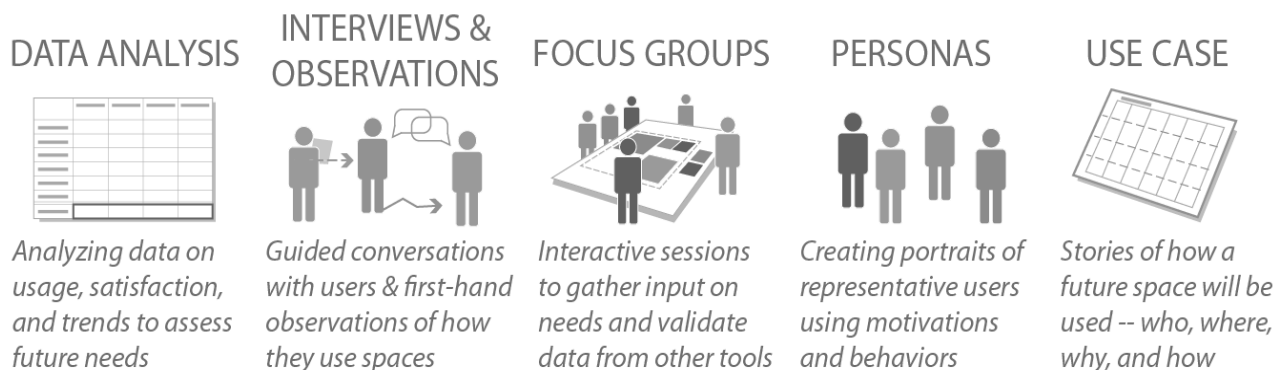 DATA ANALYSIS
Analyzing data on
usage, satisfaction,
and trends to assess
future needs
INTERVIEWS &
OBSERVATIONS
Guided conversations
with users & first-hand
observations of how
they use spaces
FOCUS GROUPS
Interactive sessions
to gather input on
needs and validate
data from other tools
PERSONAS
Creating portraits of
representative users
using motivations
and behaviors
USE CASE
Stories of how a
future space will be
used -- who, where,
why, and how